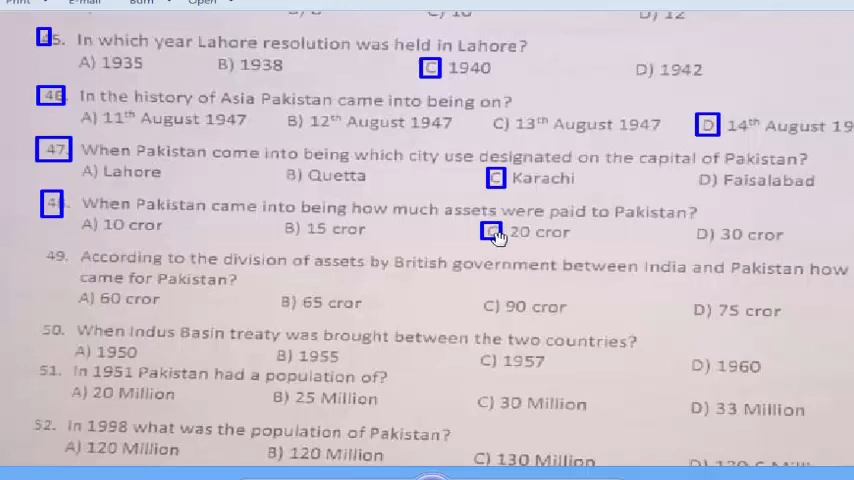 Print E-mail Burn Open
C) 10 D) 12
45. In which year Lahore resolution was held in Lahore?
A) 1935 B) 1938 C 1940 D) 1942
46. In the history of Asia Pakistan came into being on?
A) 11th August 1947 B) 12th August 1947 C) 13th August 1947 D 14th August 19
47. When Pakistan come into being which city use designated on the capital of Pakistan?
A) Lahore B) Quetta C Karachi D) Faisalabad
48. When Pakistan came into being how much assets were paid to Pakistan?
A) 10 cror B) 15 cror C 20 cror D) 30 cror
49. According to the division of assets by British government between India and Pakistan how
came for Pakistan?
A) 60 cror B) 65 cror C) 90 cror D) 75 cror
50. When Indus Basin treaty was brought between the two countries?
A) 1950 B) 1955 C) 1957 D) 1960
51. In 1951 Pakistan had a population of?
A) 20 Million B) 25 Million C) 30 Million D) 33 Million
52. In 1998 what was the population of Pakistan?
A) 120 Million B) 120 Million C) 130 Million